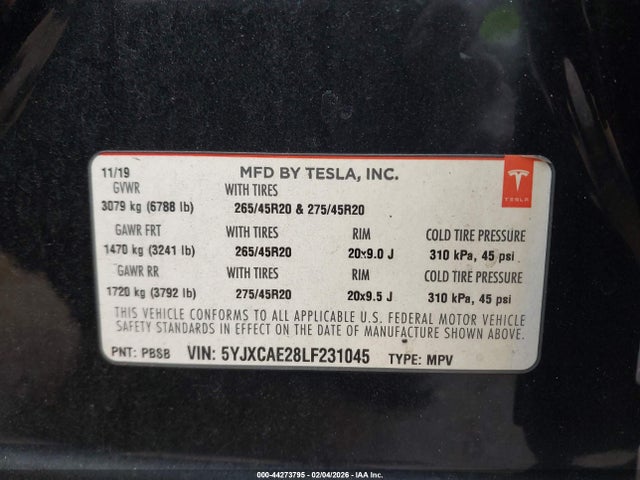 11/19 MFD BY TESLA, INC.
GVWR WITH TIRES
TESLA
3079 kg (6788 lb) 265/45R20 & 275/45R20
GAWR FRT WITH TIRES RIM COLD TIRE PRESSURE
1470 kg (3241 lb) 265/45R20 20x9.0 J 310 kPa, 45 psi
GAWR RR WITH TIRES RIM COLD TIRE PRESSURE
1720 kg (3792 lb) 275/45R20 20x9.5 J 310 kPa, 45 psi
THIS VEHICLE CONFORMS TO ALL APPLICABLE U.S. FEDERAL MOTOR VEHICLE
SAFETY STANDARDS IN EFFECT ON THE DATE OF MANUFACTURE SHOWN ABOVE.
PNT: PBSB VIN: 5YJXCAE28LF231045 TYPE: MPV
000-44273795 - 02/04/2026 - IAA Inc.